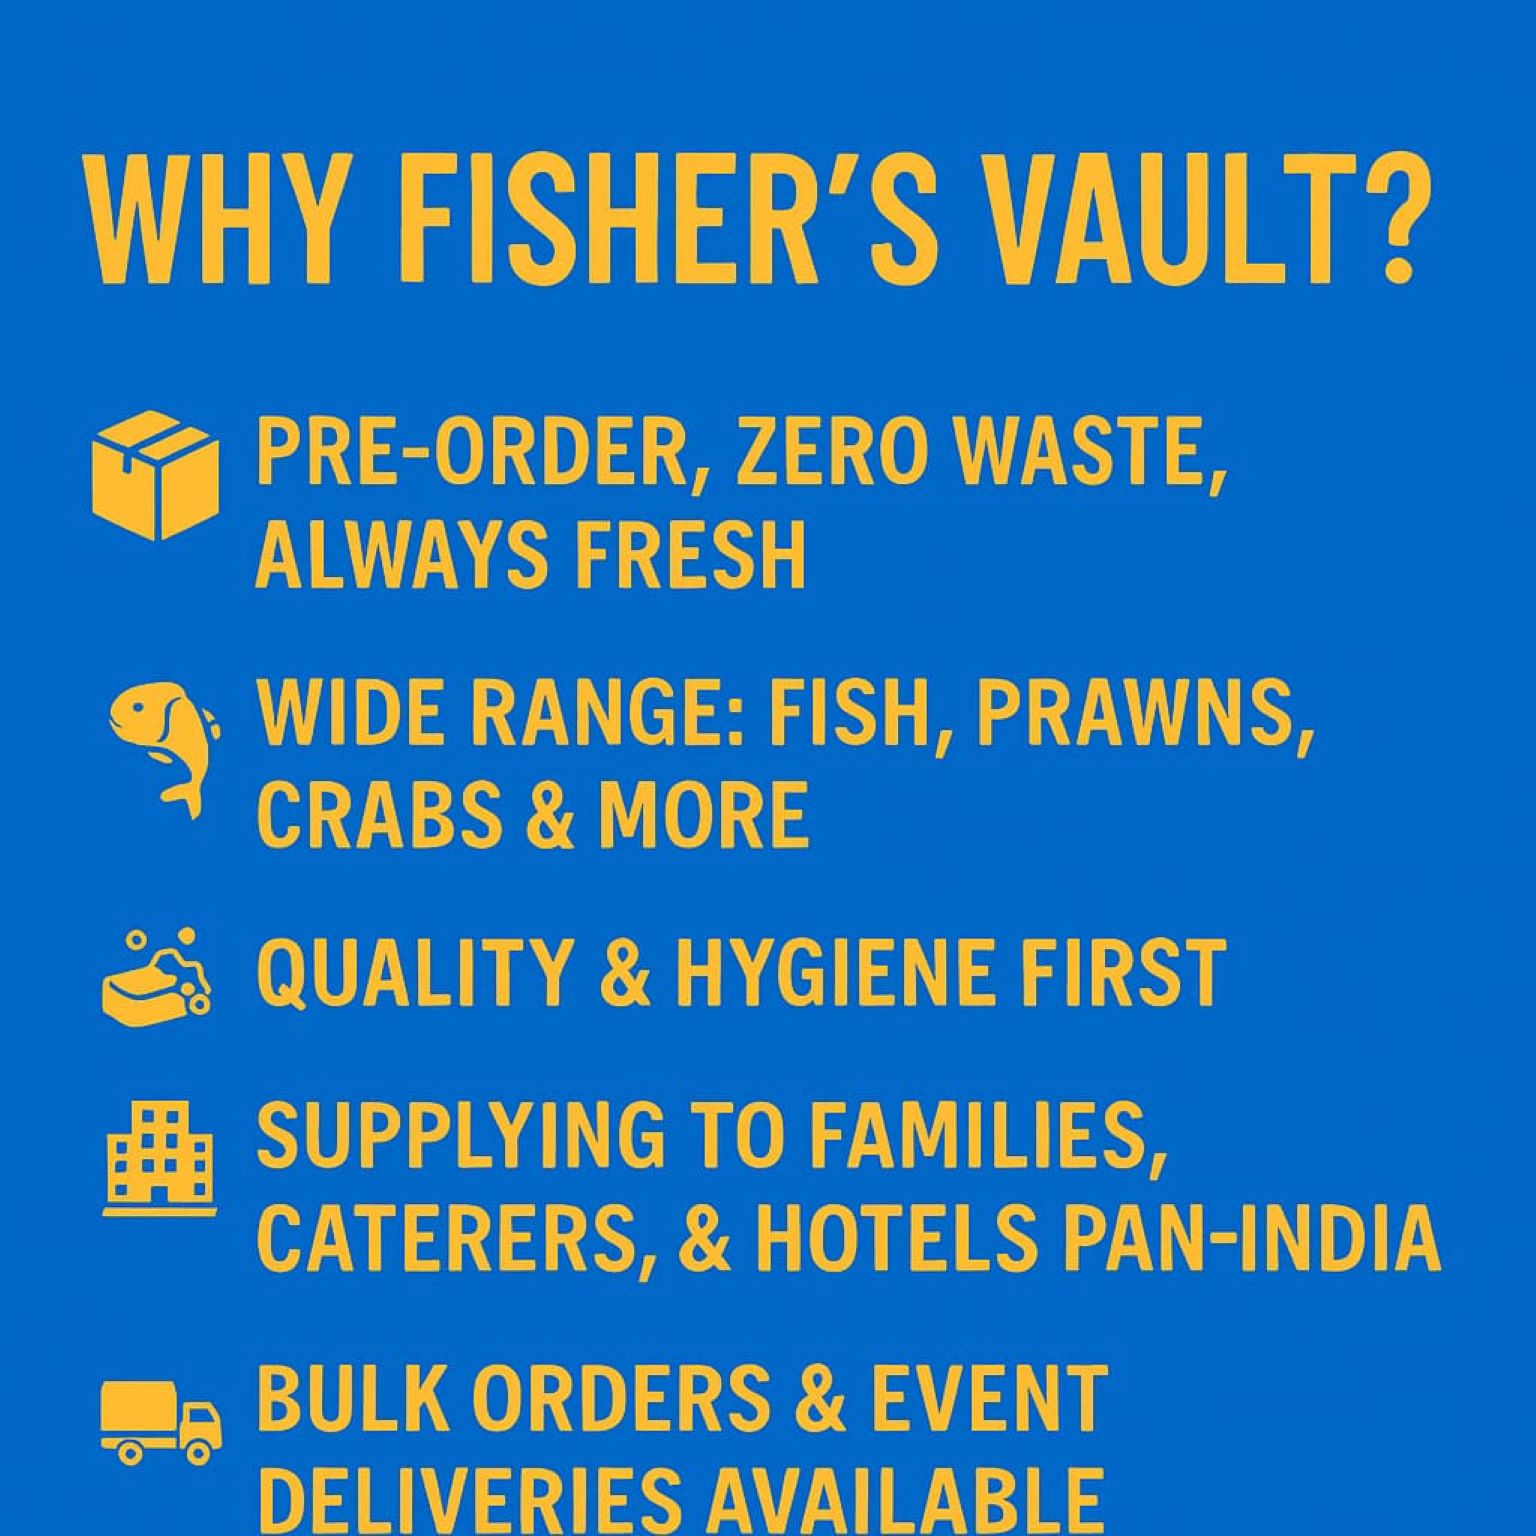 WHY FISHER'S VAULT?
PRE-ORDER, ZERO WASTE,
ALWAYS FRESH
WIDE RANGE: FISH, PRAWNS,
CRABS & MORE
QUALITY & HYGIENE FIRST
SUPPLYING TO FAMILIES,
CATERERS, & HOTELS PAN-INDIA
BULK ORDERS & EVENT
DELIVERIES AVAILABLE